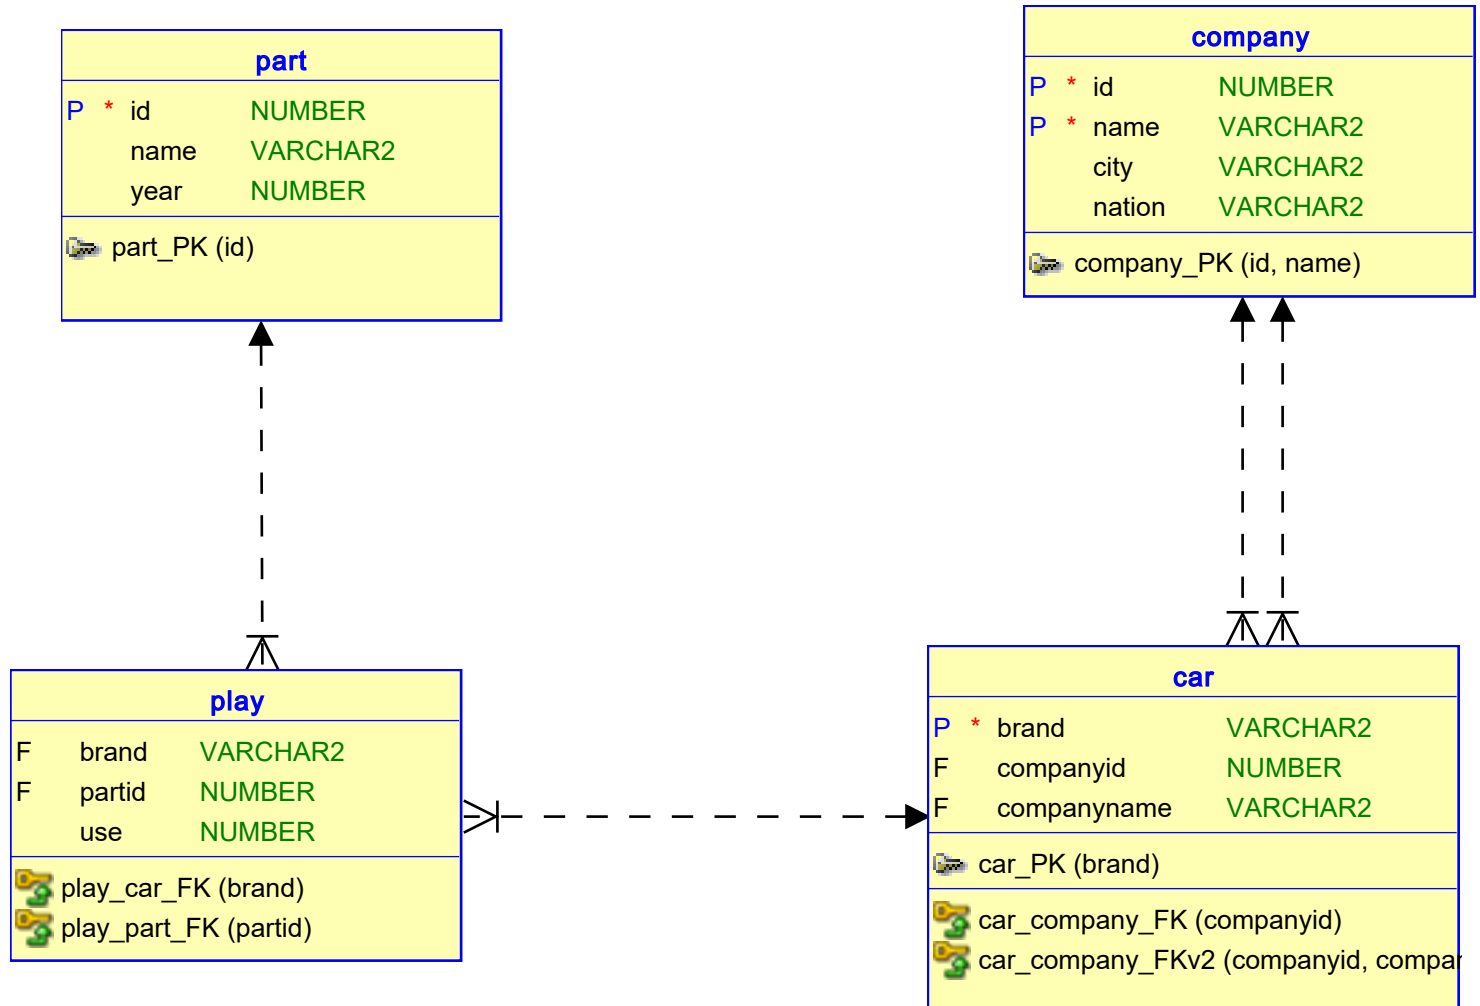 part
P * id NUMBER
name VARCHAR2
year NUMBER
part_PK (id)
company
P * id NUMBER
P * name VARCHAR2
city VARCHAR2
nation VARCHAR2
company_PK (id, name)
play
F brand VARCHAR2
F partid NUMBER
use NUMBER
play_car_FK (brand)
play_part_FK (partid)
car
P * brand VARCHAR2
F companyid NUMBER
F companyname VARCHAR2
car_PK (brand)
car_company_FK (companyid)
car_company_FKv2 (companyid,